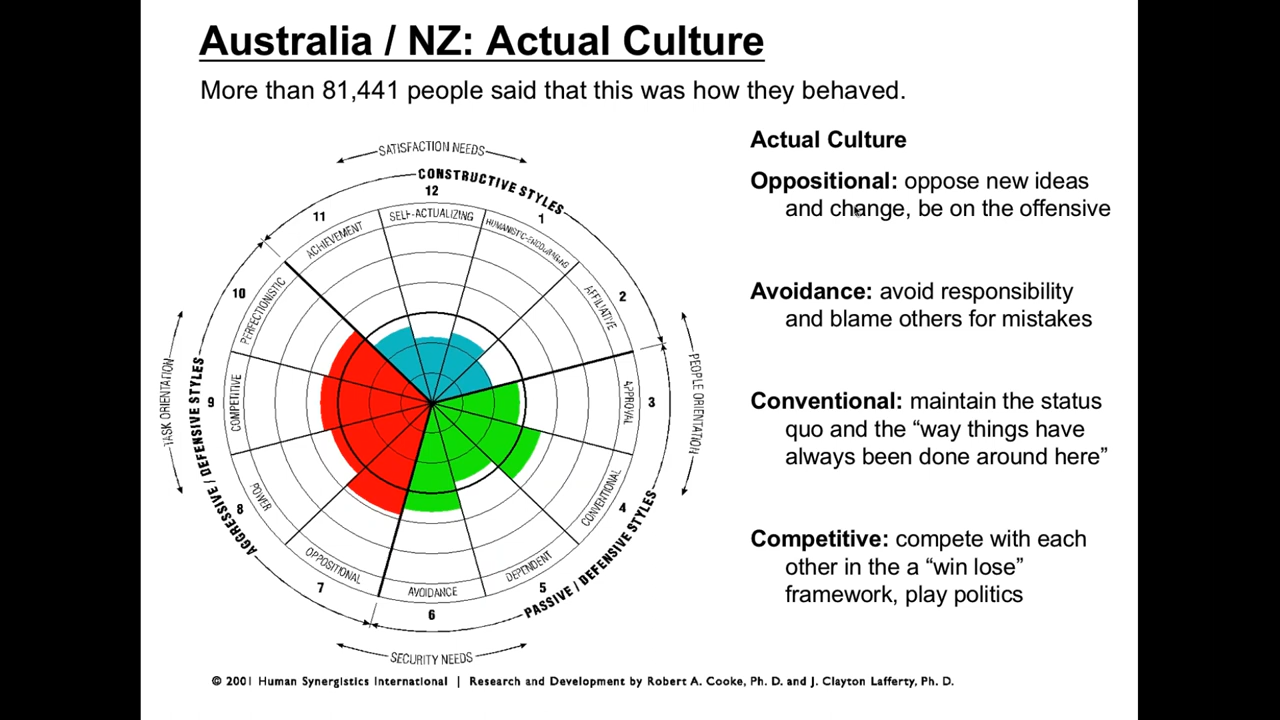 Australia / NZ: Actual Culture
More than 81,441 people said that this was how they behaved.
SATISFACTION NEEDS
CONSTRUCTIVE STYLES
12
11
1
SELF-ACTUALIZING
ACHIEVEMENT
HUMANISTIC-ENCOURAGING
10
2
PERFECTIONISTIC
AFFILIATIVE
TASK ORIENTATION
AGGRESSIVE / DEFENSIVE STYLES
9
COMPETITIVE
APPROVAL
3
PEOPLE ORIENTATION
8
POWER
CONVENTIONAL
4
PASSIVE / DEFENSIVE STYLES
OPPOSITIONAL
DEPENDENT
7
AVOIDANCE
5
6
SECURITY NEEDS
Actual Culture
Oppositional: oppose new ideas
and change, be on the offensive
Avoidance: avoid responsibility
and blame others for mistakes
Conventional: maintain the status
quo and the “way things have
always been done around here”
Competitive: compete with each
other in the a “win lose”
framework, play politics
© 2001 Human Synergistics International | Research and Development by Robert A. Cooke, Ph. D. and J. Clayton Lafferty, Ph. D.